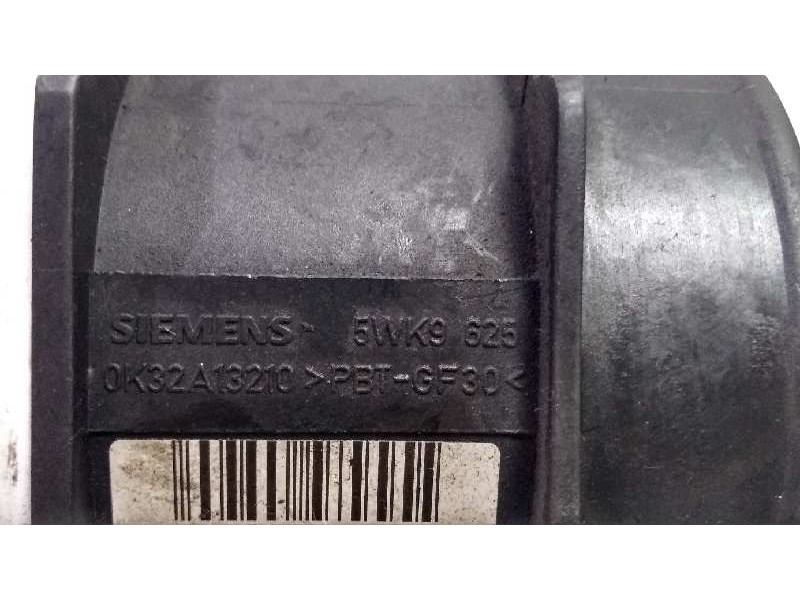 SIEMENS 5WK9 625
0K32A13210 >PBT-GF30<